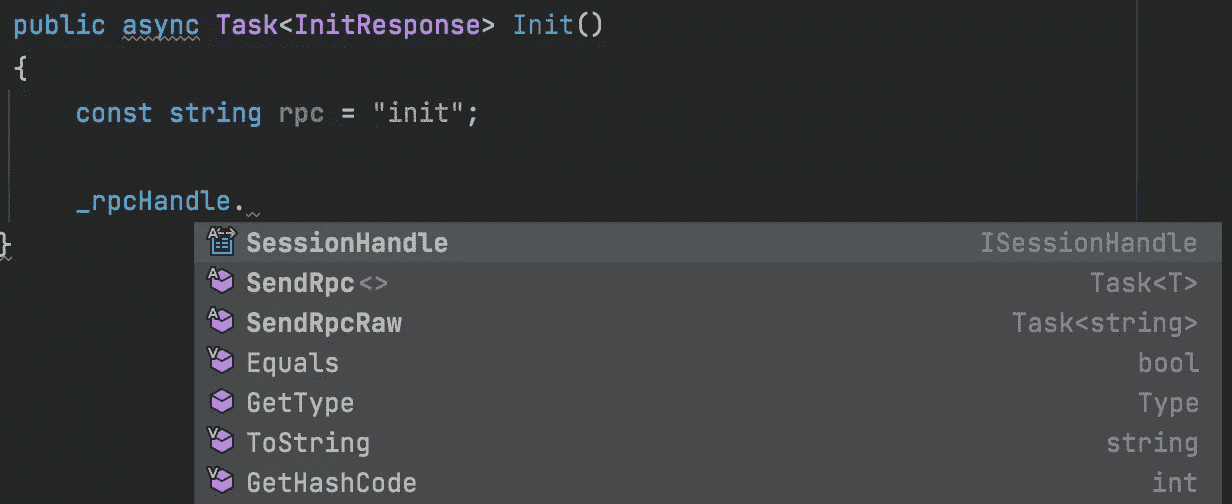 public async Task<InitResponse> Init()
{
const string rpc = "init";
_rpcHandle.
}
SessionHandle ISessionHandle
SendRpc<> Task<T>
SendRpcRaw Task<string>
Equals bool
GetType Type
ToString string
GetHashCode int